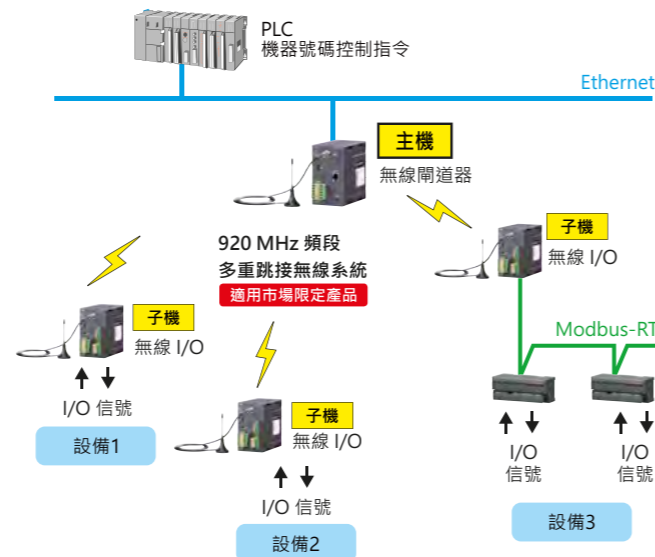 PLC
機器號碼控制指令
Ethernet
主機
無線閘道器
子機
無線 I/O
920 MHz 頻段
多重跳接無線系統
適用市場限定產品
子機
無線 I/O
Modbus-RT
子機
無線 I/O
I/O 信號
設備1
I/O 信號
設備2
I/O
信號
I/O
信號
設備3